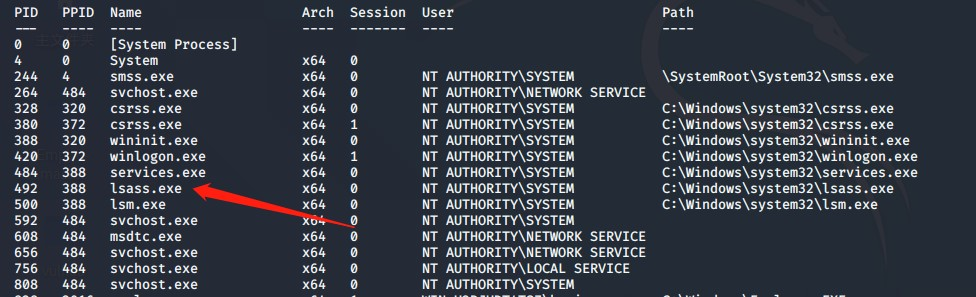 PID PPID Name Arch Session User Path
--- ---- ---- ---- ------- ---- ----
0 0 [System Process]
4 0 System x64 0
244 4 smss.exe x64 0 NT AUTHORITY\SYSTEM \SystemRoot\System32\smss.exe
264 484 svchost.exe x64 0 NT AUTHORITY\NETWORK SERVICE
328 320 csrss.exe x64 0 NT AUTHORITY\SYSTEM C:\Windows\system32\csrss.exe
380 372 csrss.exe x64 1 NT AUTHORITY\SYSTEM C:\Windows\system32\csrss.exe
388 320 wininit.exe x64 0 NT AUTHORITY\SYSTEM C:\Windows\system32\wininit.exe
420 372 winlogon.exe x64 1 NT AUTHORITY\SYSTEM C:\Windows\system32\winlogon.exe
484 388 services.exe x64 0 NT AUTHORITY\SYSTEM C:\Windows\system32\services.exe
492 388 lsass.exe x64 0 NT AUTHORITY\SYSTEM C:\Windows\system32\lsass.exe
500 388 lsm.exe x64 0 NT AUTHORITY\SYSTEM C:\Windows\system32\lsm.exe
592 484 svchost.exe x64 0 NT AUTHORITY\SYSTEM
608 484 msdtc.exe x64 0 NT AUTHORITY\NETWORK SERVICE
656 484 svchost.exe x64 0 NT AUTHORITY\NETWORK SERVICE
756 484 svchost.exe x64 0 NT AUTHORITY\LOCAL SERVICE
808 484 svchost.exe x64 0 NT AUTHORITY\SYSTEM